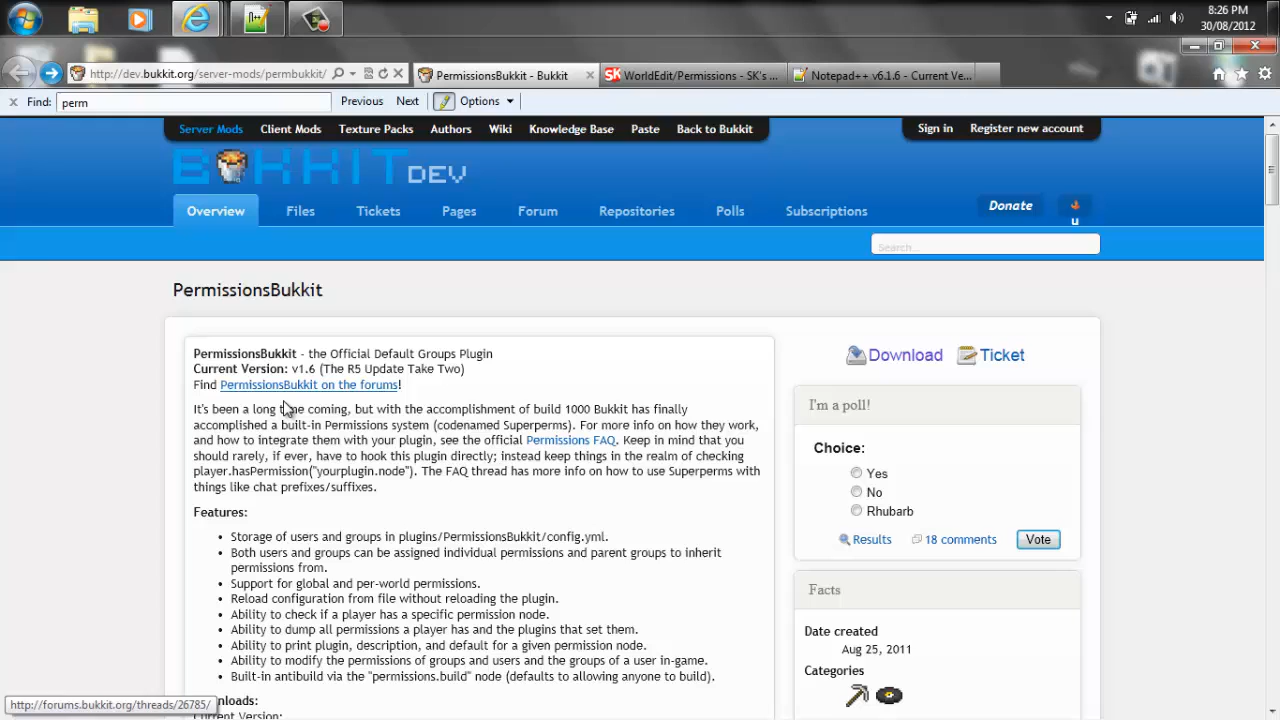 8:26 PM
30/08/2012
http://dev.bukkit.org/server-mods/permbukkit/
PermissionsBukkit - Bukkit
WorldEdit/Permissions - SK's ...
Notepad++ v6.1.6 - Current Ve...
Find: perm
Previous Next Options
Server Mods Client Mods Texture Packs Authors Wiki Knowledge Base Paste Back to Bukkit
Sign in Register new account
BUKKIT DEV
Overview Files Tickets Pages Forum Repositories Polls Subscriptions
Donate
u
Search...
PermissionsBukkit
PermissionsBukkit - the Official Default Groups Plugin
Current Version: v1.6 (The R5 Update Take Two)
Find PermissionsBukkit on the forums!
It's been a long time coming, but with the accomplishment of build 1000 Bukkit has finally
accomplished a built-in Permissions system (codenamed Superperms). For more info on how they work,
and how to integrate them with your plugin, see the official Permissions FAQ. Keep in mind that you
should rarely, if ever, have to hook this plugin directly; instead keep things in the realm of checking
player.hasPermission("yourplugin.node"). The FAQ thread has more info on how to use Superperms with
things like chat prefixes/suffixes.
Features:
• Storage of users and groups in plugins/PermissionsBukkit/config.yml.
• Both users and groups can be assigned individual permissions and parent groups to inherit
permissions from.
• Support for global and per-world permissions.
• Reload configuration from file without reloading the plugin.
• Ability to check if a player has a specific permission node.
• Ability to dump all permissions a player has and the plugins that set them.
• Ability to print plugin, description, and default for a given permission node.
• Ability to modify the permissions of groups and users and the groups of a user in-game.
• Built-in antibuild via the "permissions.build" node (defaults to allowing anyone to build).
Current Version:
Download Ticket
I'm a poll!
Choice:
Yes
No
Rhubarb
Results 18 comments Vote
Facts
Date created
Aug 25, 2011
Categories
http://forums.bukkit.org/threads/26785/